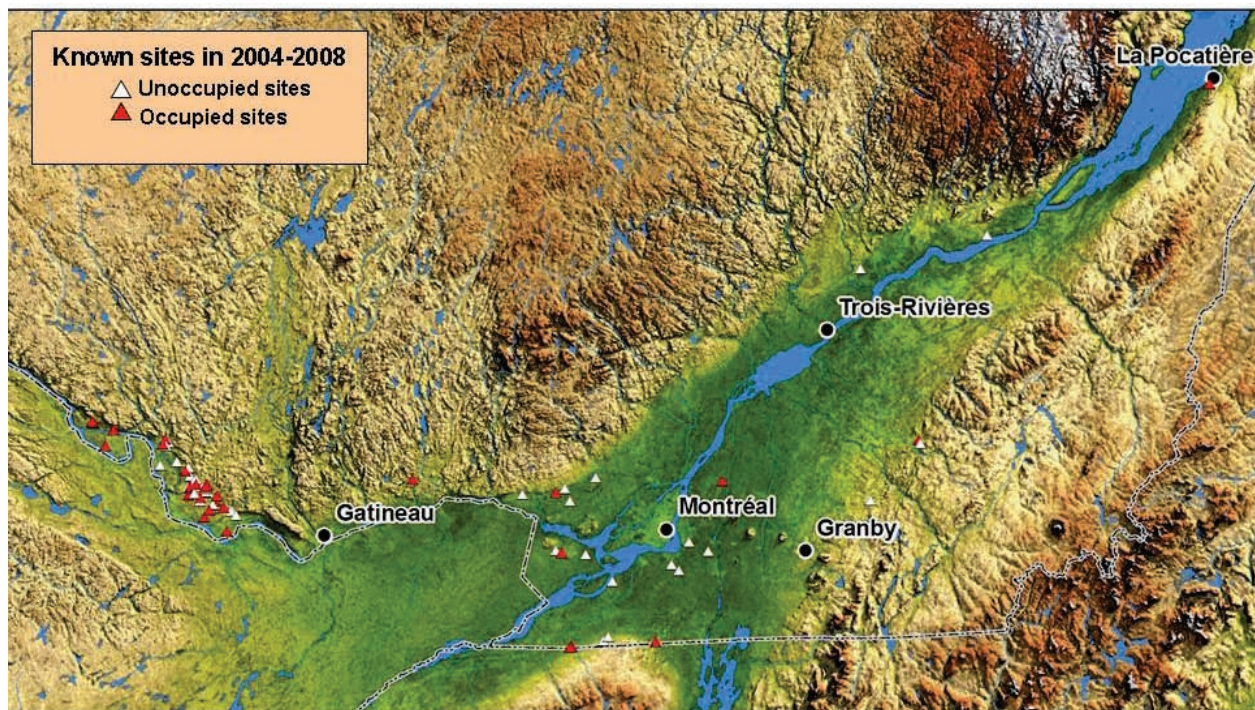 Known sites in 2004-2008
Unoccupied sites
Occupied sites
La Pocatière
Trois-Rivières
Gatineau
Montréal
Granby